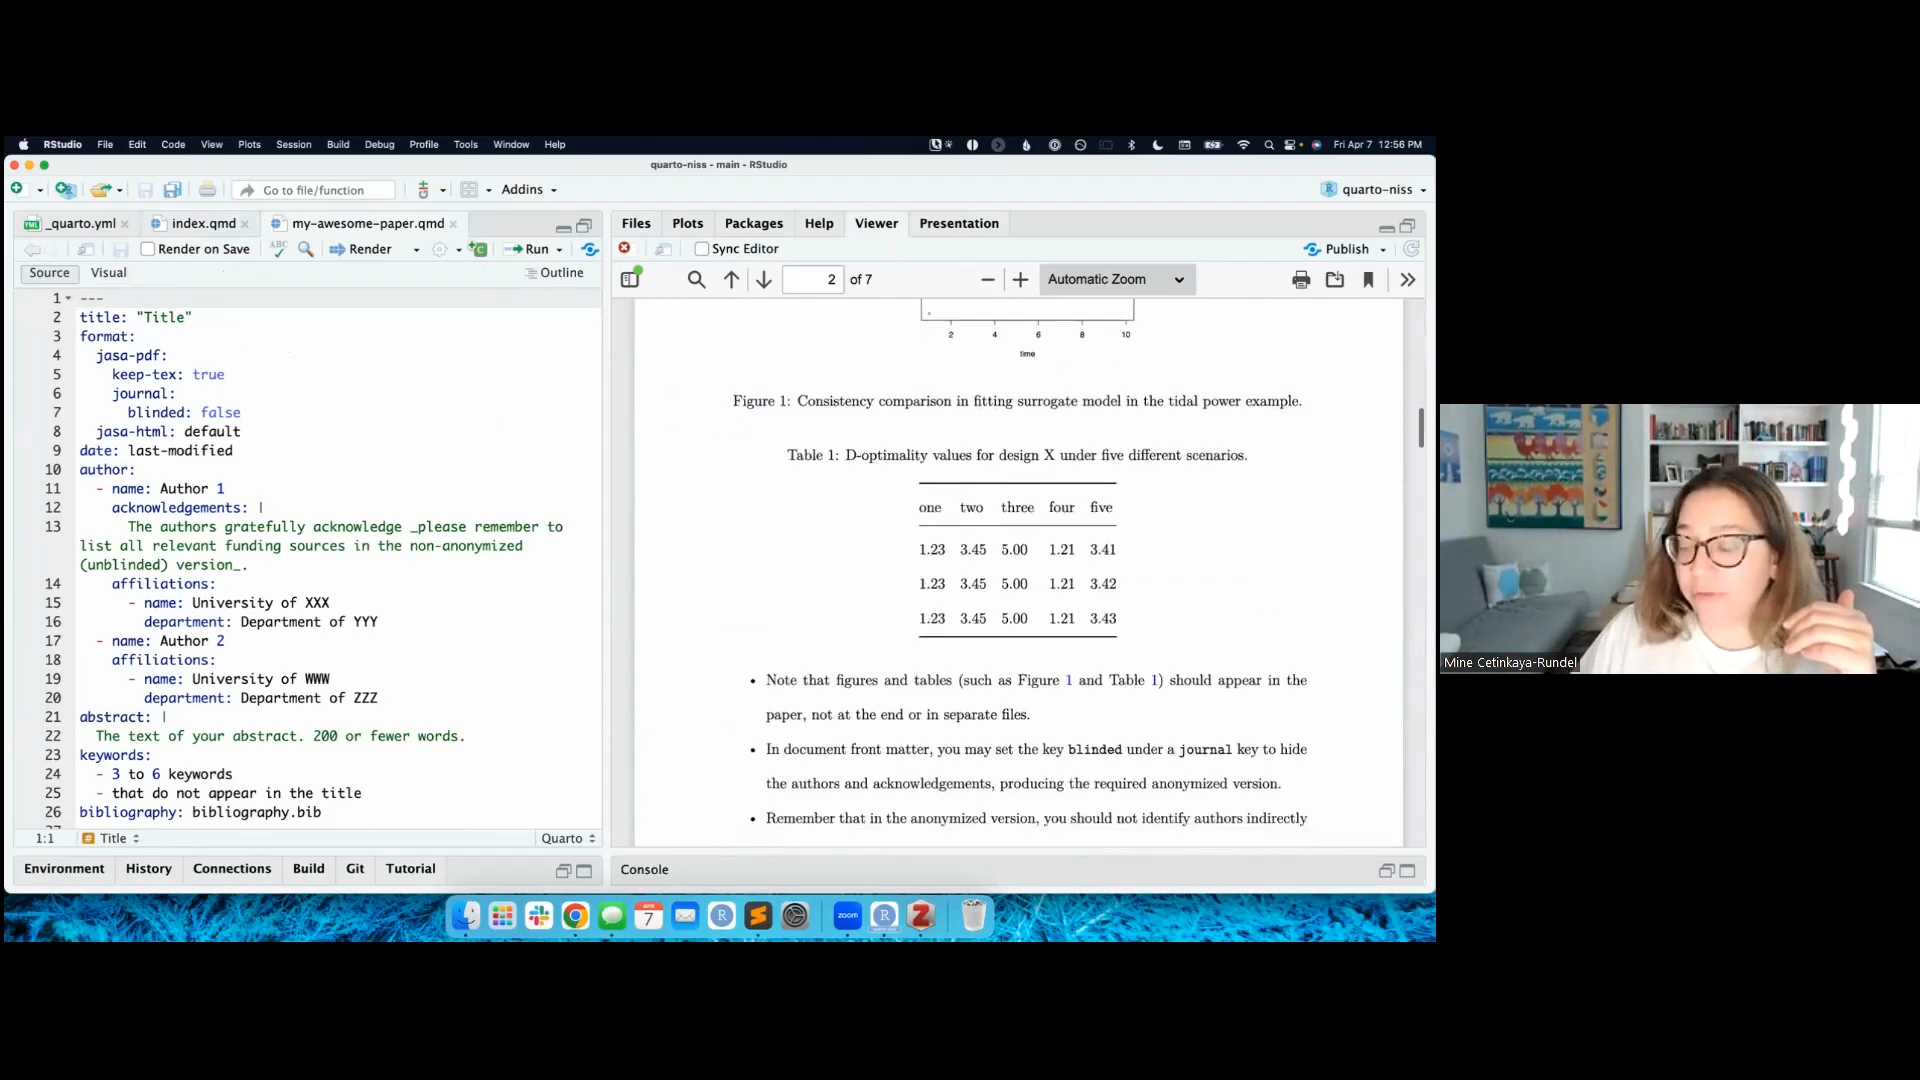 RStudio File Edit Code View Plots Session Build Debug Profile Tools Window Help Fri Apr 7 12:56 PM
quarto-niss - main - RStudio
Go to file/function Addins quarto-niss
_quarto.yml index.qmd my-awesome-paper.qmd
Render on Save ABC Render Run
Source Visual Outline
1 ---
2 title: "Title"
3 format:
4 jasa-pdf:
5 keep-tex: true
6 journal:
7 blinded: false
8 jasa-html: default
9 date: last-modified
10 author:
11 - name: Author 1
12 acknowledgements: |
13 The authors gratefully acknowledge _please remember to
list all relevant funding sources in the non-anonymized
(unblinded) version_.
14 affiliations:
15 - name: University of XXX
16 department: Department of YYY
17 - name: Author 2
18 affiliations:
19 - name: University of WWW
20 department: Department of ZZZ
21 abstract: |
22 The text of your abstract. 200 or fewer words.
23 keywords:
24 - 3 to 6 keywords
25 - that do not appear in the title
26 bibliography: bibliography.bib
1:1 Title Quarto
Environment History Connections Build Git Tutorial
Files Plots Packages Help Viewer Presentation
Sync Editor Publish
2 of 7 Automatic Zoom
2 4 6 8 10
time
Figure 1: Consistency comparison in fitting surrogate model in the tidal power example.
Table 1: D-optimality values for design X under five different scenarios.
one two three four five
1.23 3.45 5.00 1.21 3.41
1.23 3.45 5.00 1.21 3.42
1.23 3.45 5.00 1.21 3.43
• Note that figures and tables (such as Figure 1 and Table 1) should appear in the
paper, not at the end or in separate files.
• In document front matter, you may set the key blinded under a journal key to hide
the authors and acknowledgements, producing the required anonymized version.
• Remember that in the anonymized version, you should not identify authors indirectly
Console
APR
7
zoom
Mine Cetinkaya-Rundel